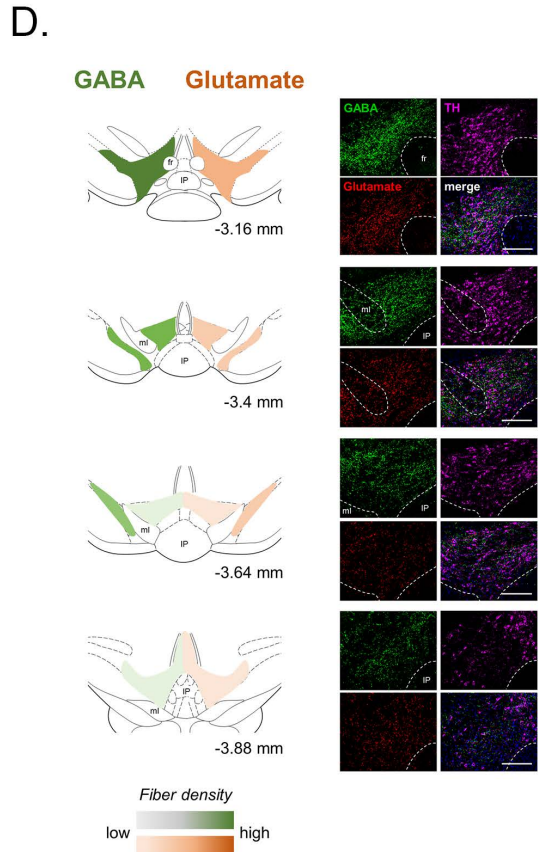 D.
GABA Glutamate
fr
IP
-3.16 mm
GABA TH
fr
Glutamate merge
ml
IP
-3.4 mm
ml
IP
ml
IP
-3.64 mm
ml IP
IP
ml
-3.88 mm
IP
Fiber density
low high